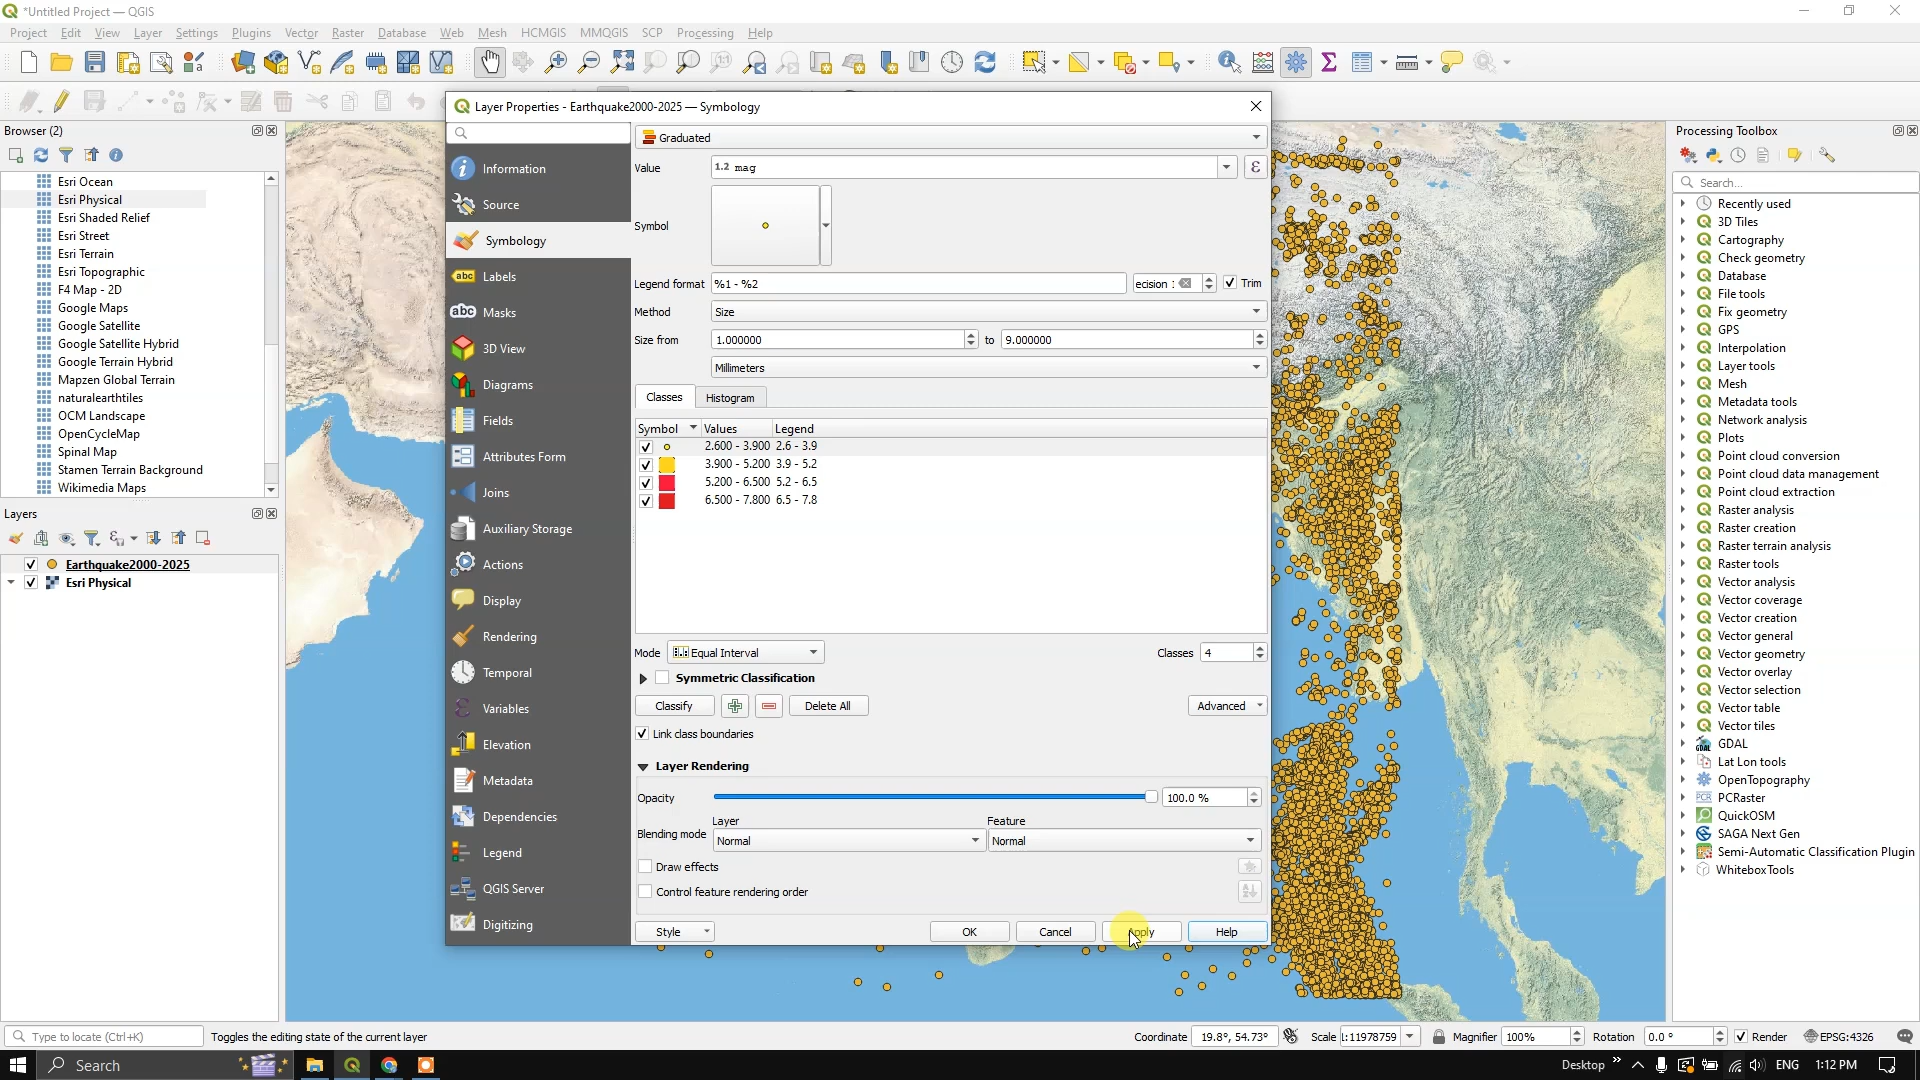 *Untitled Project — QGIS
Project Edit View Layer Settings Plugins Vector Raster Database Web Mesh HCMGIS MMQGIS SCP Processing Help
Browser (2)
Esri Ocean
Esri Physical
Esri Shaded Relief
Esri Street
Esri Terrain
Esri Topographic
F4 Map - 2D
Google Maps
Google Satellite
Google Satellite Hybrid
Google Terrain Hybrid
Mapzen Global Terrain
naturalearthtiles
OCM Landscape
OpenCycleMap
Spinal Map
Stamen Terrain Background
Wikimedia Maps
Layers
Earthquake2000-2025
Esri Physical
Layer Properties - Earthquake2000-2025 — Symbology
Information
Source
Symbology
abc Labels
abc Masks
3D View
Diagrams
Fields
Attributes Form
Joins
Auxiliary Storage
Actions
Display
Rendering
Temporal
Variables
Elevation
Metadata
Dependencies
Legend
QGIS Server
Digitizing
Graduated
Value 1.2 mag ε
Symbol
Legend format %1 - %2 ecision : Trim
Method Size
Size from 1.000000 to 9.000000
Millimeters
Classes Histogram
Symbol Values Legend
2.600 - 3.900 2.6 - 3.9
3.900 - 5.200 3.9 - 5.2
5.200 - 6.500 5.2 - 6.5
6.500 - 7.800 6.5 - 7.8
Mode Equal Interval Classes 4
Symmetric Classification
Classify Delete All Advanced
Link class boundaries
Layer Rendering
Opacity 100.0 %
Layer Feature
Blending mode Normal Normal
Draw effects
Control feature rendering order
Style OK Cancel Apply Help
Processing Toolbox
Search...
Recently used
3D Tiles
Cartography
Check geometry
Database
File tools
Fix geometry
GPS
Interpolation
Layer tools
Mesh
Metadata tools
Network analysis
Plots
Point cloud conversion
Point cloud data management
Point cloud extraction
Raster analysis
Raster creation
Raster terrain analysis
Raster tools
Vector analysis
Vector coverage
Vector creation
Vector general
Vector geometry
Vector overlay
Vector selection
Vector table
Vector tiles
GDAL
Lat Lon tools
OpenTopography
PCRaster
QuickOSM
SAGA Next Gen
Semi-Automatic Classification Plugin
WhiteboxTools
Type to locate (Ctrl+K) Toggles the editing state of the current layer Coordinate 19.8°, 54.73° Scale 1:11978759 Magnifier 100% Rotation 0.0 ° Render EPSG:4326
Search Desktop ENG 1:12 PM